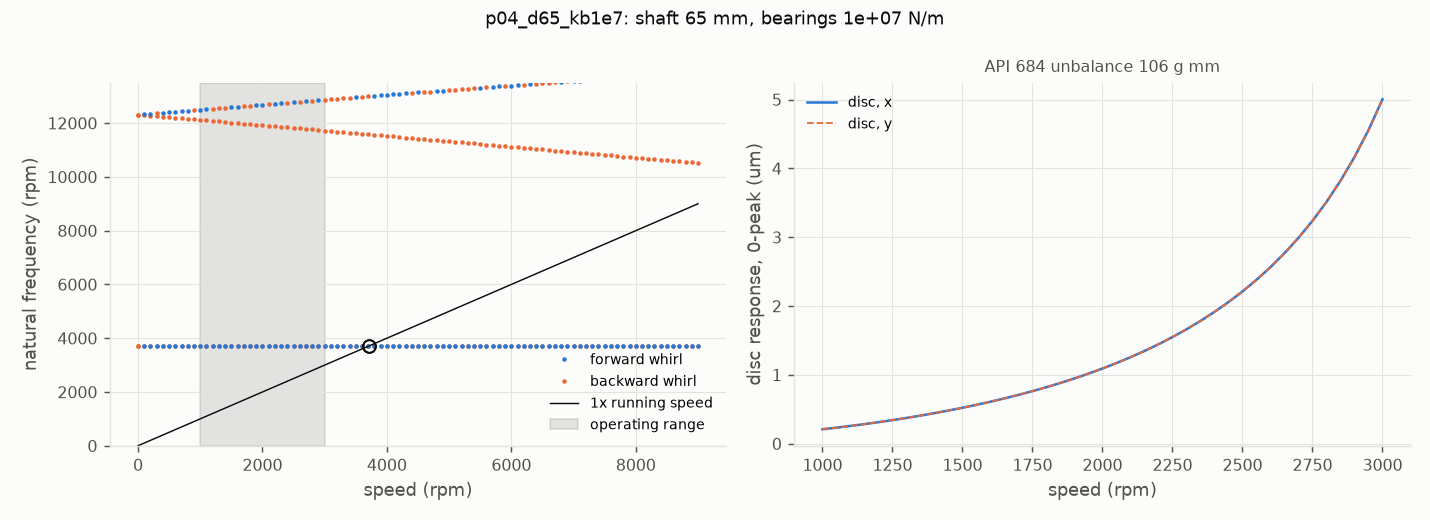 p04_d65_kb1e7: shaft 65 mm, bearings 1e+07 N/m
natural frequency (rpm)
12000
10000
8000
6000
4000
2000
0
0 2000 4000 6000 8000
speed (rpm)
forward whirl
backward whirl
1x running speed
operating range
API 684 unbalance 106 g mm
disc response, 0-peak (um)
5
4
3
2
1
0
disc, x
disc, y
1000 1250 1500 1750 2000 2250 2500 2750 3000
speed (rpm)